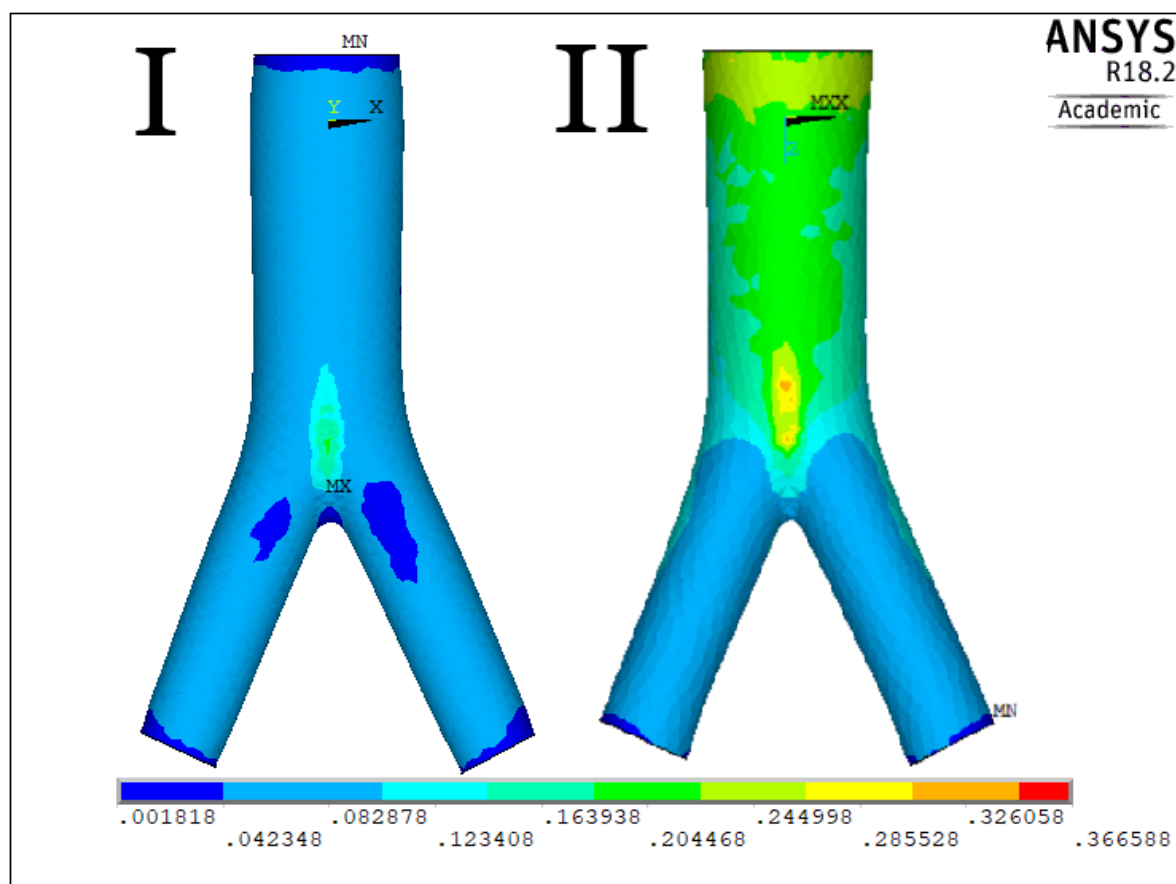 I
II
ANSYS
R18.2
Academic
MN
Y X
MX
MXX
Z
MN
.001818 .082878 .163938 .244998 .326058
.042348 .123408 .204468 .285528 .366588